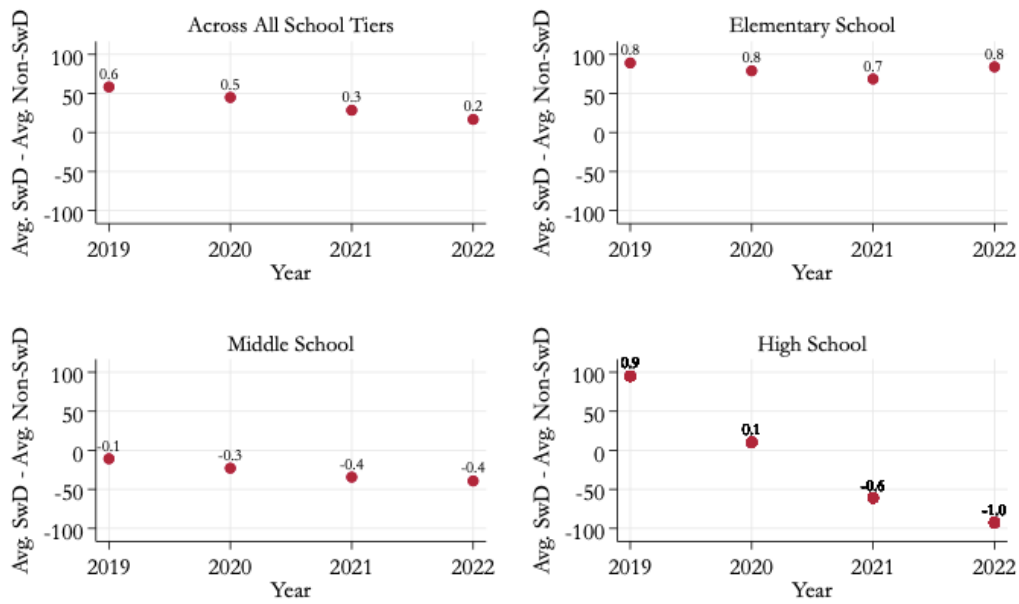 Across All School Tiers
Avg. SwD - Avg. Non-SwD
100
50
0
-50
-100
0.6
0.5
0.3
0.2
2019 2020 2021 2022
Year
Elementary School
Avg. SwD - Avg. Non-SwD
100
50
0
-50
-100
0.8
0.8
0.7
0.8
2019 2020 2021 2022
Year
Middle School
Avg. SwD - Avg. Non-SwD
100
50
0
-50
-100
-0.1
-0.3
-0.4
-0.4
2019 2020 2021 2022
Year
High School
Avg. SwD - Avg. Non-SwD
100
50
0
-50
-100
0.9
0.1
-0.6
-1.0
2019 2020 2021 2022
Year